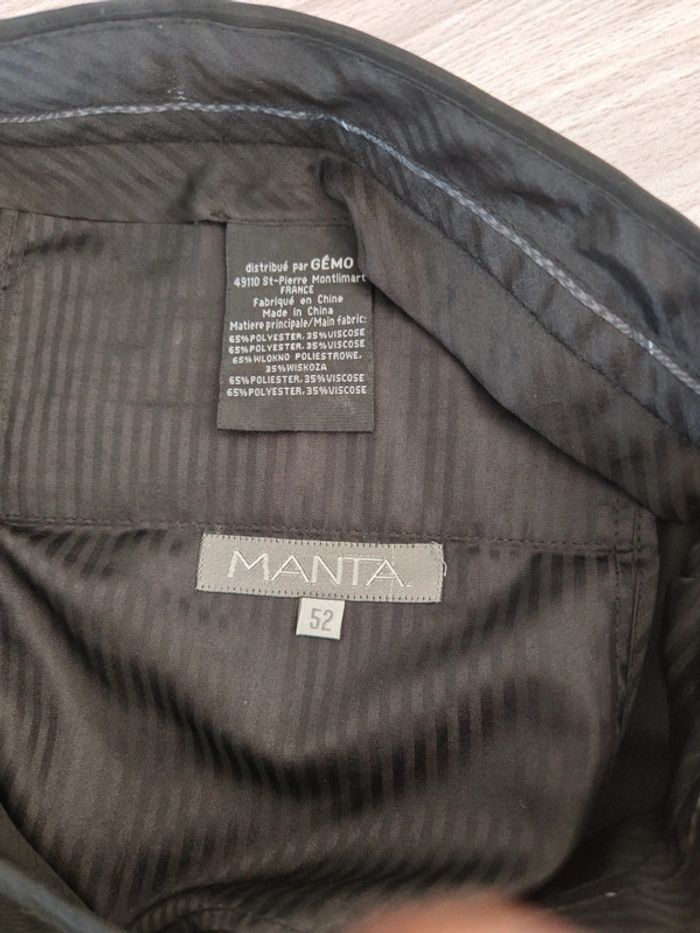 distribué par GÉMO
49110 St-Pierre Montlimart
FRANCE
Fabriqué en Chine
Made in China
Matiere principale/Main fabric:
65%POLYESTER, 35%VISCOSE
65%POLYESTER, 35%VISCOSE
65%WLOKNO POLIESTROWE,
35%WISKOZA
65%POLIESTER, 35%VISCOSE
65%POLYESTER, 35%VISCOSE
MANTA.
52